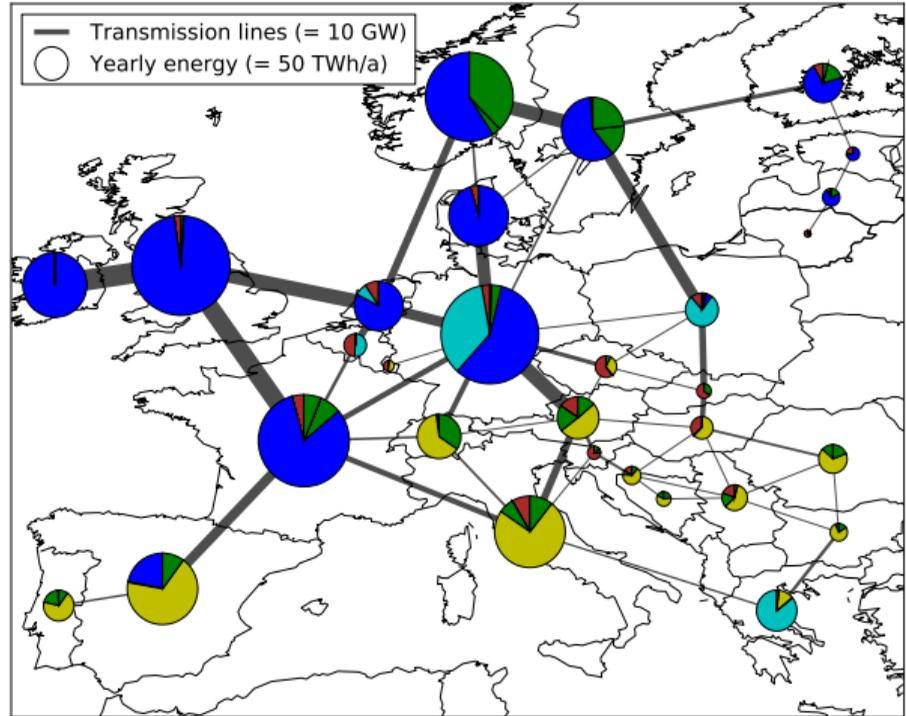 Transmission lines (= 10 GW)
Yearly energy (= 50 TWh/a)